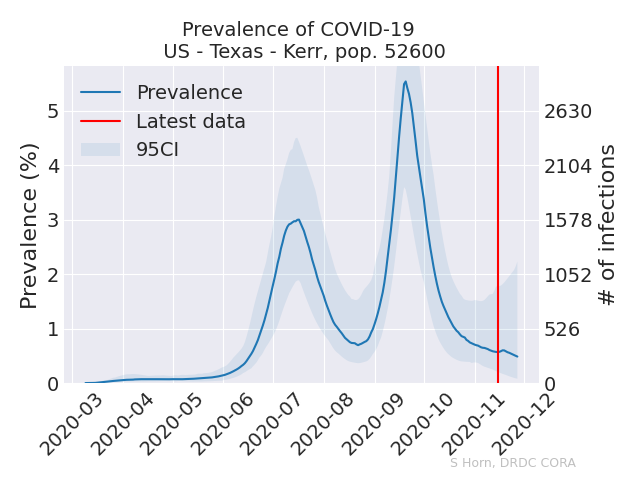 Prevalence of COVID-19
US - Texas - Kerr, pop. 52600
Prevalence
Latest data
95CI
Prevalence (%)
5
4
3
2
1
0
2630
2104
1578
1052
526
0
# of infections
2020-03
2020-04
2020-05
2020-06
2020-07
2020-08
2020-09
2020-10
2020-11
2020-12
S Horn, DRDC CORA